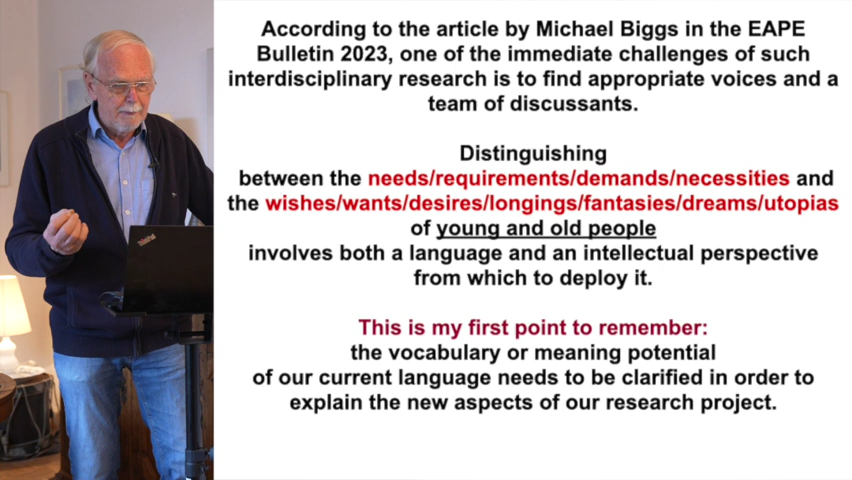 According to the article by Michael Biggs in the EAPE
Bulletin 2023, one of the immediate challenges of such
interdisciplinary research is to find appropriate voices and a
team of discussants.
Distinguishing
between the needs/requirements/demands/necessities and
the wishes/wants/desires/longings/fantasies/dreams/utopias
of young and old people
involves both a language and an intellectual perspective
from which to deploy it.
This is my first point to remember:
the vocabulary or meaning potential
of our current language needs to be clarified in order to
explain the new aspects of our research project.
ThinkPad